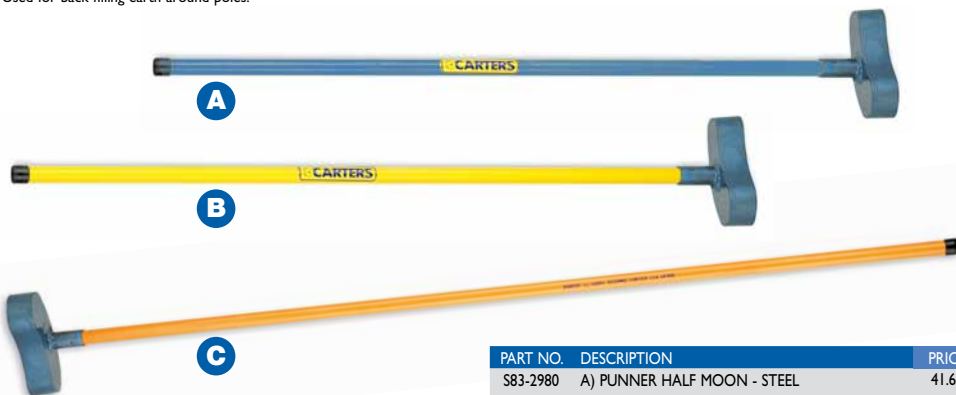 Used for back filling earth around poles.
CARTERS
A
CARTERS
B
C
PART NO. DESCRIPTION PRIC
S83-2980 A) PUNNER HALF MOON - STEEL 41.6